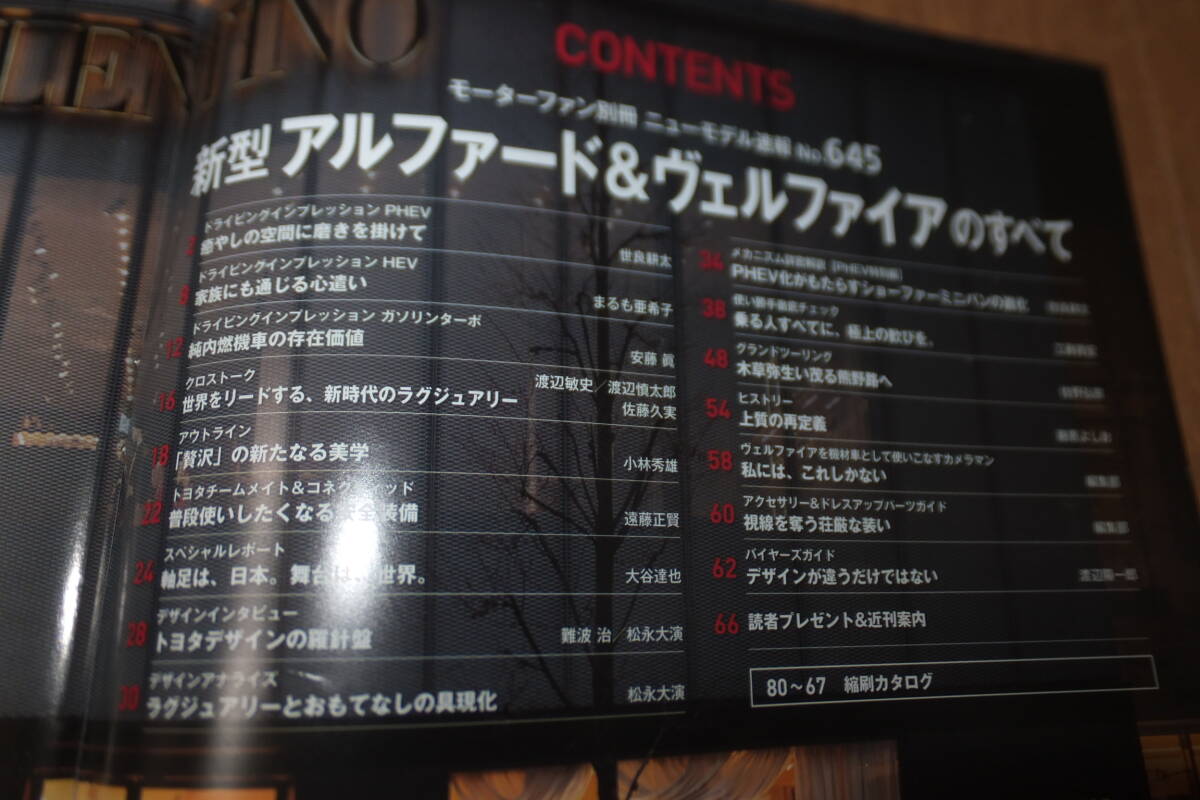 CONTENTS
モーターファン別冊 ニューモデル速報 No.645
新型 アルファード&ヴェルファイアのすべて
ドライビングインプレッション PHEV
癒やしの空間に磨きを掛けて
世良耕太
8 ドライビングインプレッション HEV
家族にも通じる心遣い
まるも亜希子
12 ドライビングインプレッション ガソリンターボ
純内燃機車の存在価値
安藤 眞
16 クロストーク
世界をリードする、新時代のラグジュアリー
渡辺敏史/渡辺慎太郎
佐藤久実
18 アウトライン
「贅沢」の新たなる美学
小林秀雄
22 トヨタチームメイト&コネクテッド
普段使いしたくなる 全装備
遠藤正賢
24 スペシャルレポート
軸足は、日本。舞台は、世界。
大谷達也
28 デザインインタビュー
トヨタデザインの羅針盤
難波 治/松永大演
30 デザインアナライズ
ラグジュアリーとおもてなしの具現化
松永大演
34 メカニズム詳密解説 [PHEV特別編]
PHEV化がもたらすショーファーミニバンの進化
38 使い勝手徹底チェック
乗る人すべてに、極上の歓びを。
48 グランドツーリング
木草弥生い茂る熊野路へ
54 ヒストリー
上質の再定義
58 ヴェルファイアを機材車として使いこなすカメラマン
私には、これしかない
編集部
60 アクセサリー&ドレスアップパーツガイド
視線を奪う荘厳な装い
編集部
62 バイヤーズガイド
デザインが違うだけではない
渡辺陽一郎
66 読者プレゼント&近刊案内
80〜67 縮刷カタログ